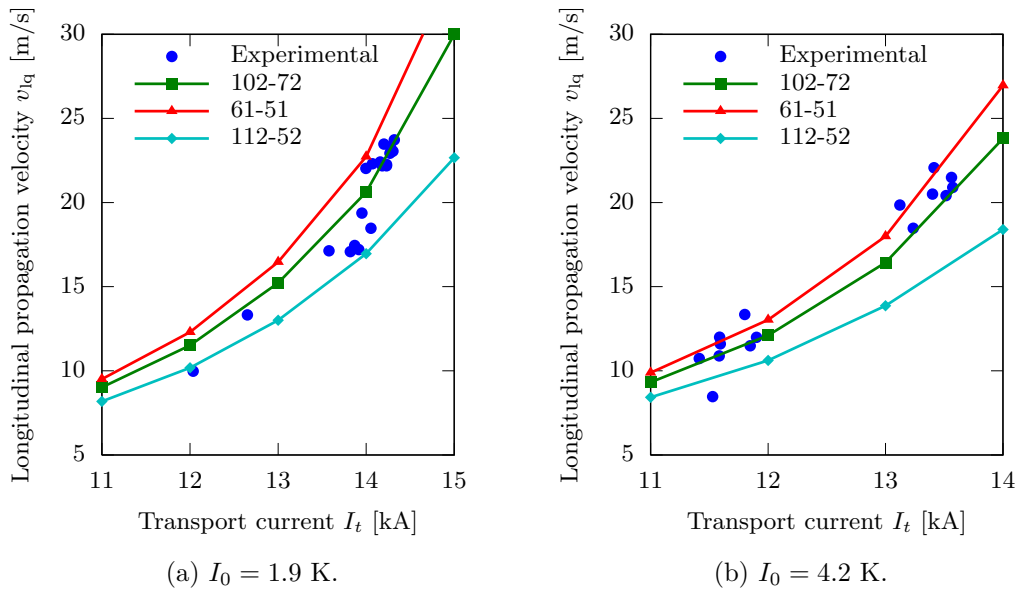 Longitudinal propagation velocity v_lq [m/s]
30
25
20
15
10
5
Experimental
102-72
61-51
112-52
11 12 13 14 15
Transport current I_t [kA]
(a) I_0 = 1.9 K.
Longitudinal propagation velocity v_lq [m/s]
30
25
20
15
10
5
Experimental
102-72
61-51
112-52
11 12 13 14
Transport current I_t [kA]
(b) I_0 = 4.2 K.